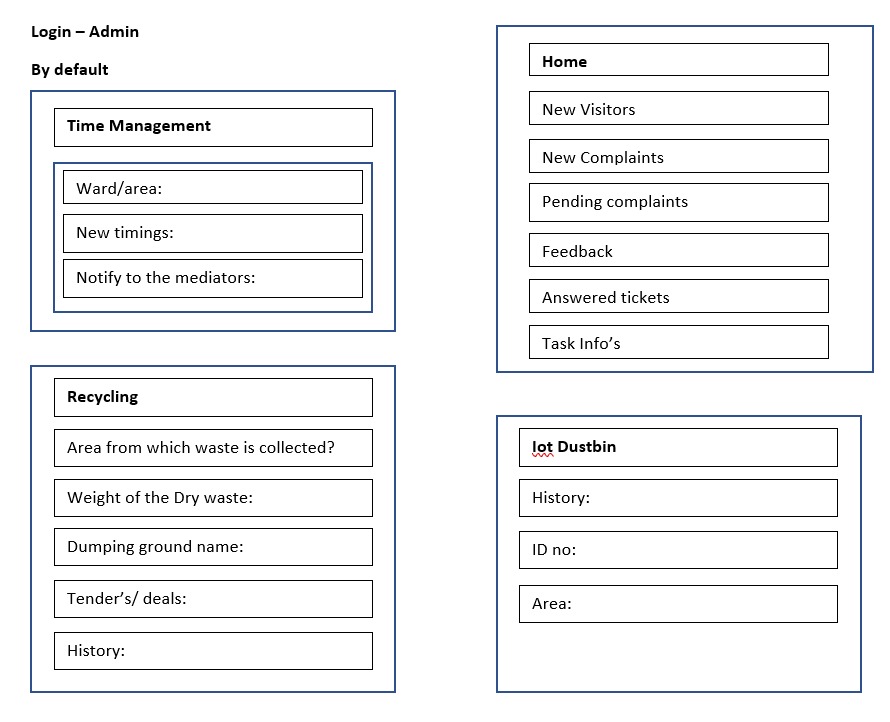 Login – Admin
By default
Time Management
Ward/area:
New timings:
Notify to the mediators:
Recycling
Area from which waste is collected?
Weight of the Dry waste:
Dumping ground name:
Tender’s/ deals:
History:
Home
New Visitors
New Complaints
Pending complaints
Feedback
Answered tickets
Task Info’s
Iot Dustbin
History:
ID no:
Area: